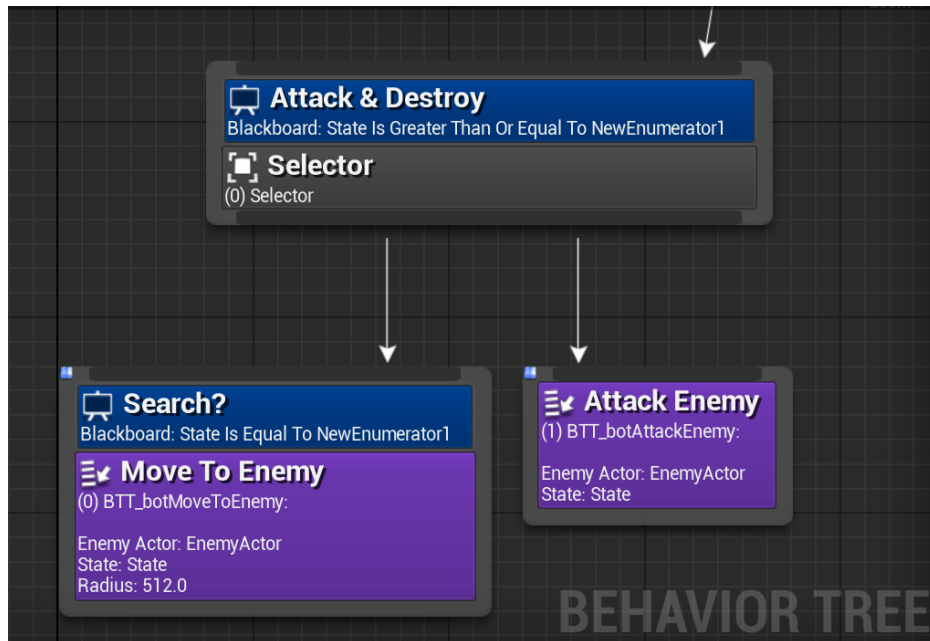 Attack & Destroy
Blackboard: State Is Greater Than Or Equal To NewEnumerator1
Selector
(0) Selector
Search?
Blackboard: State Is Equal To NewEnumerator1
Move To Enemy
(0) BTT_botMoveToEnemy:
Enemy Actor: EnemyActor
State: State
Radius: 512.0
Attack Enemy
(1) BTT_botAttackEnemy:
Enemy Actor: EnemyActor
State: State
BEHAVIOR TREE